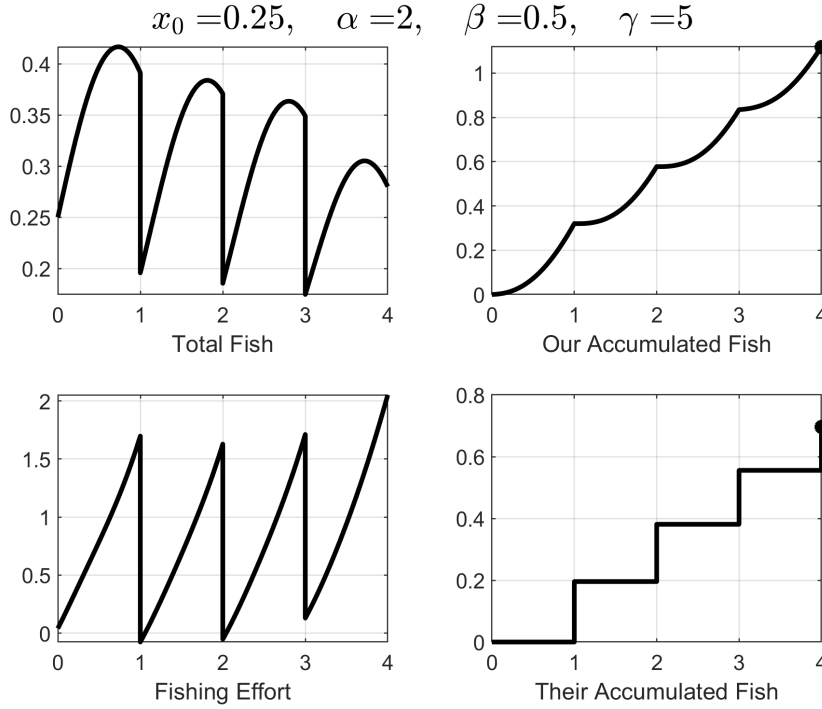 x₀ =0.25, α =2, β =0.5, γ =5
0.4
0.35
0.3
0.25
0.2
0 1 2 3 4
Total Fish
1
0.8
0.6
0.4
0.2
0
0 1 2 3 4
Our Accumulated Fish
2
1.5
1
0.5
0
0 1 2 3 4
Fishing Effort
0.8
0.6
0.4
0.2
0
0 1 2 3 4
Their Accumulated Fish